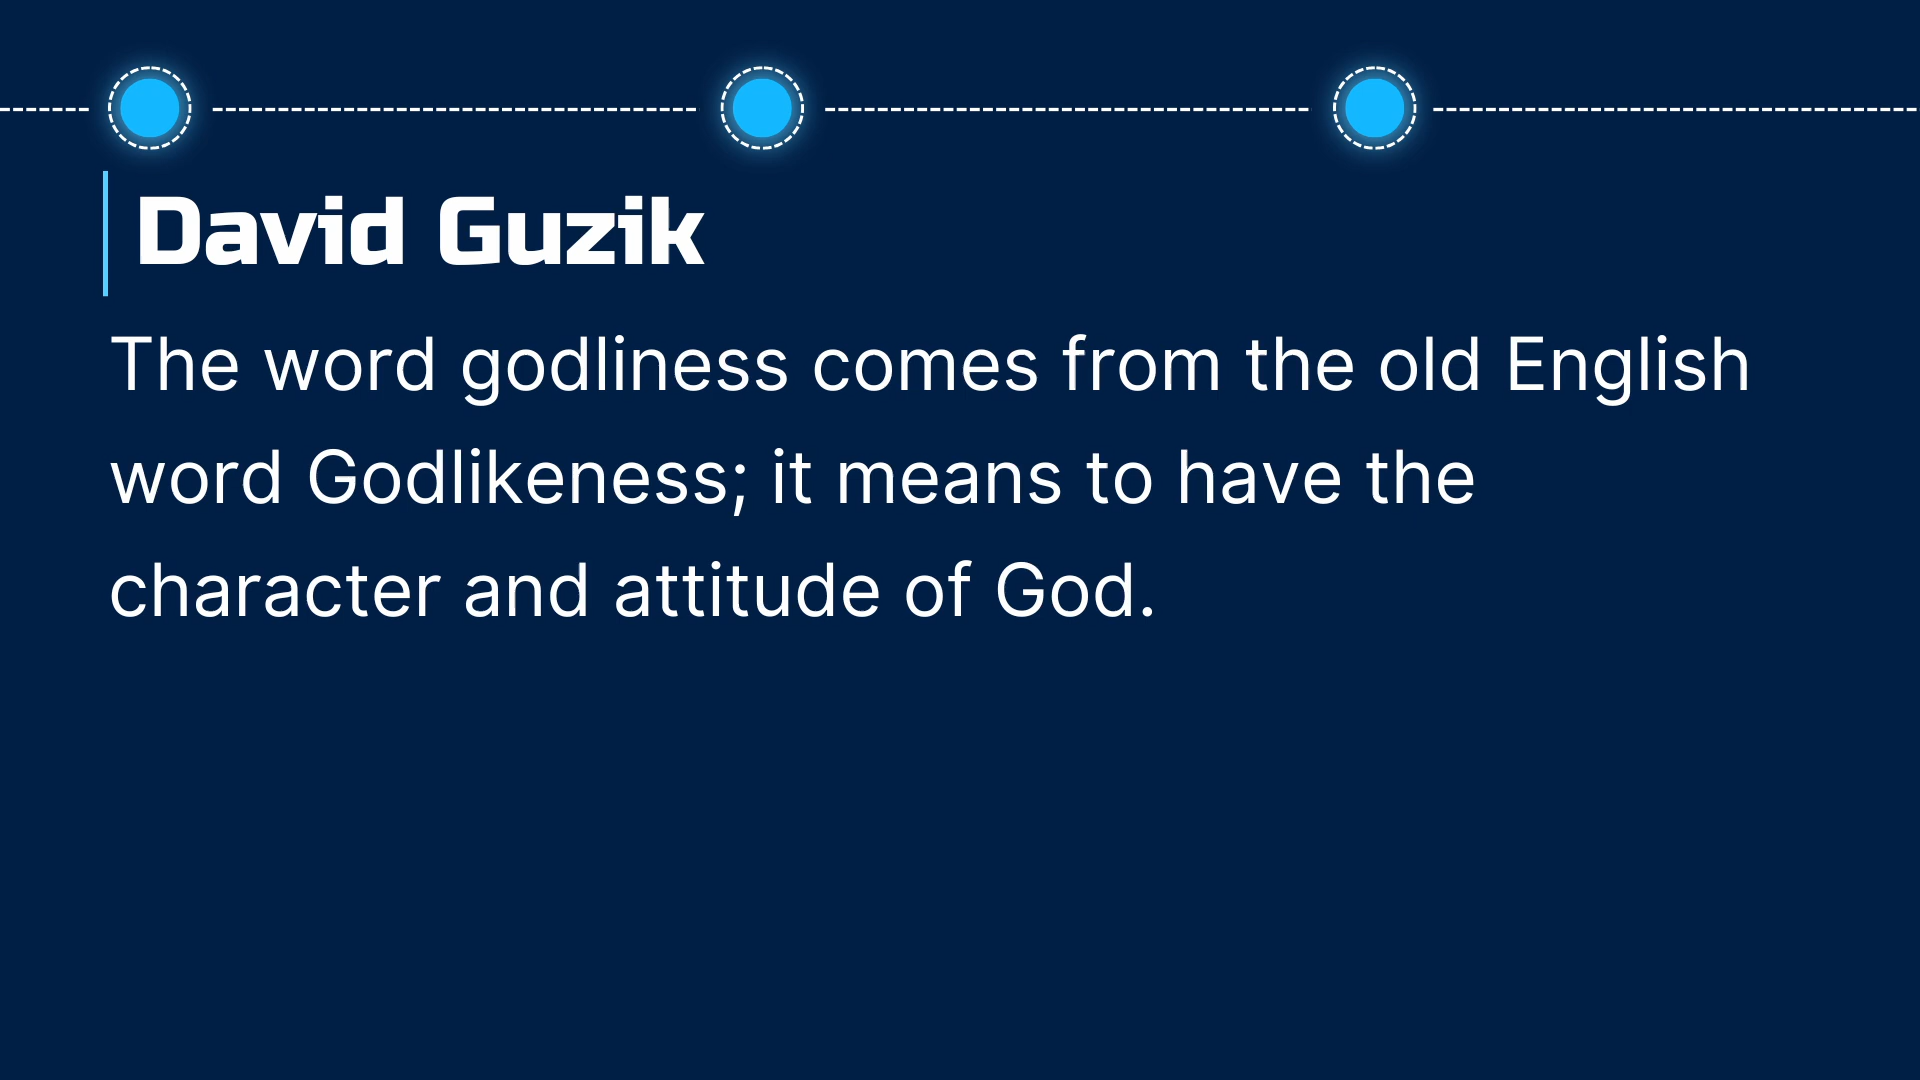 David Guzik
The word godliness comes from the old English
word Godlikeness; it means to have the
character and attitude of God.